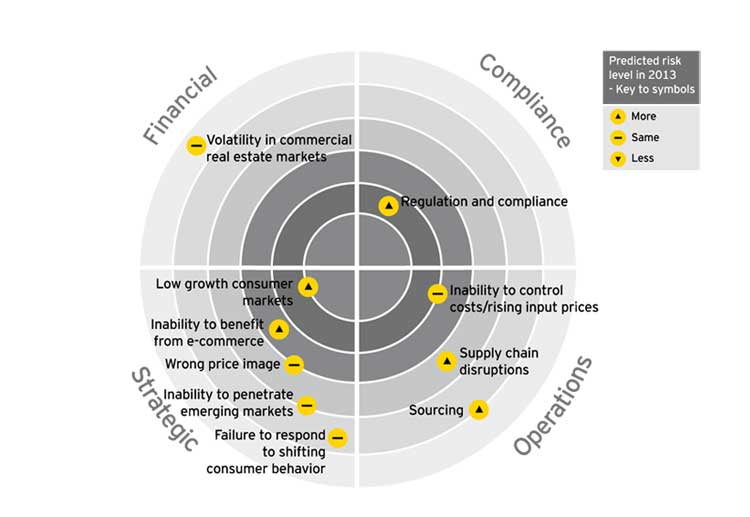 Financial
Compliance
Predicted risk
level in 2013
- Key to symbols
More
Same
Less
Volatility in commercial
real estate markets
Regulation and compliance
Low growth consumer
markets
Inability to control
costs/rising input prices
Inability to benefit
from e-commerce
Wrong price image
Supply chain
disruptions
Inability to penetrate
emerging markets
Sourcing
Failure to respond
to shifting
consumer behavior
Strategic
Operations